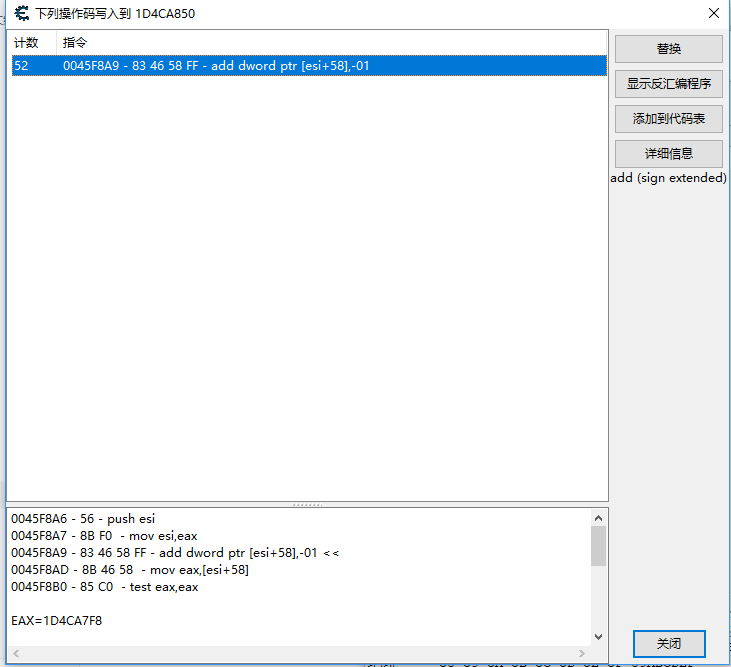 下列操作码写入到 1D4CA850
计数 指令
52 0045F8A9 - 83 46 58 FF - add dword ptr [esi+58],-01
替换
显示反汇编程序
添加到代码表
详细信息
add (sign extended)
0045F8A6 - 56 - push esi
0045F8A7 - 8B F0 - mov esi,eax
0045F8A9 - 83 46 58 FF - add dword ptr [esi+58],-01 <<
0045F8AD - 8B 46 58 - mov eax,[esi+58]
0045F8B0 - 85 C0 - test eax,eax
EAX=1D4CA7F8
关闭